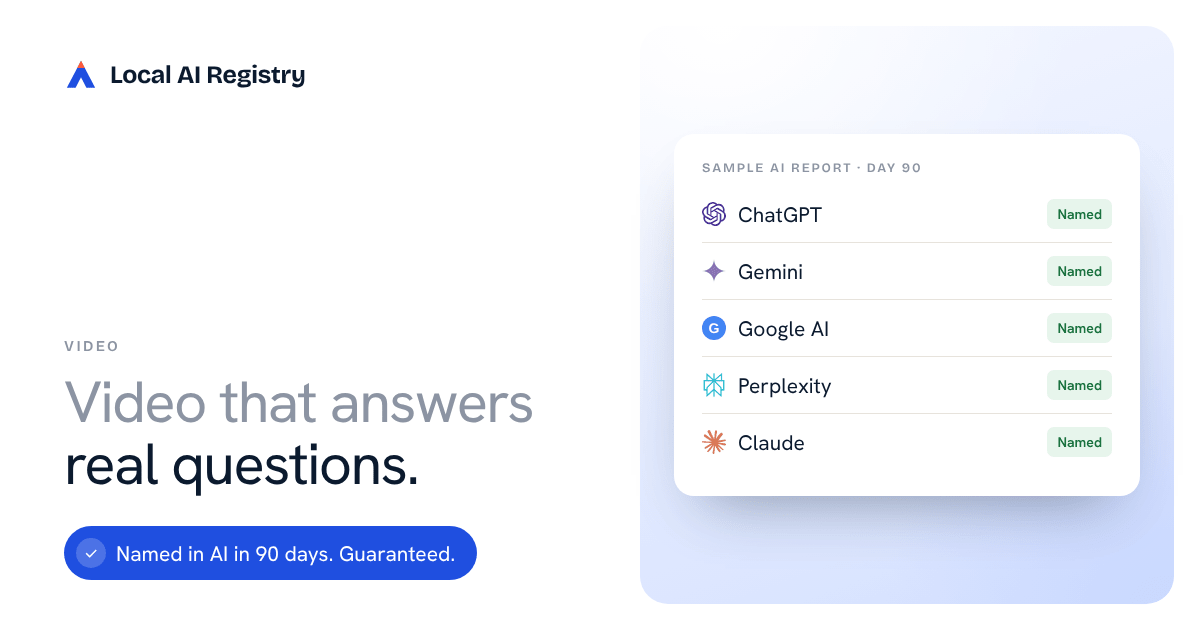 Local AI Registry
VIDEO
Video that answers
real questions.
Named in AI in 90 days. Guaranteed.
SAMPLE AI REPORT · DAY 90
ChatGPT Named
Gemini Named
G Google AI Named
Perplexity Named
Claude Named